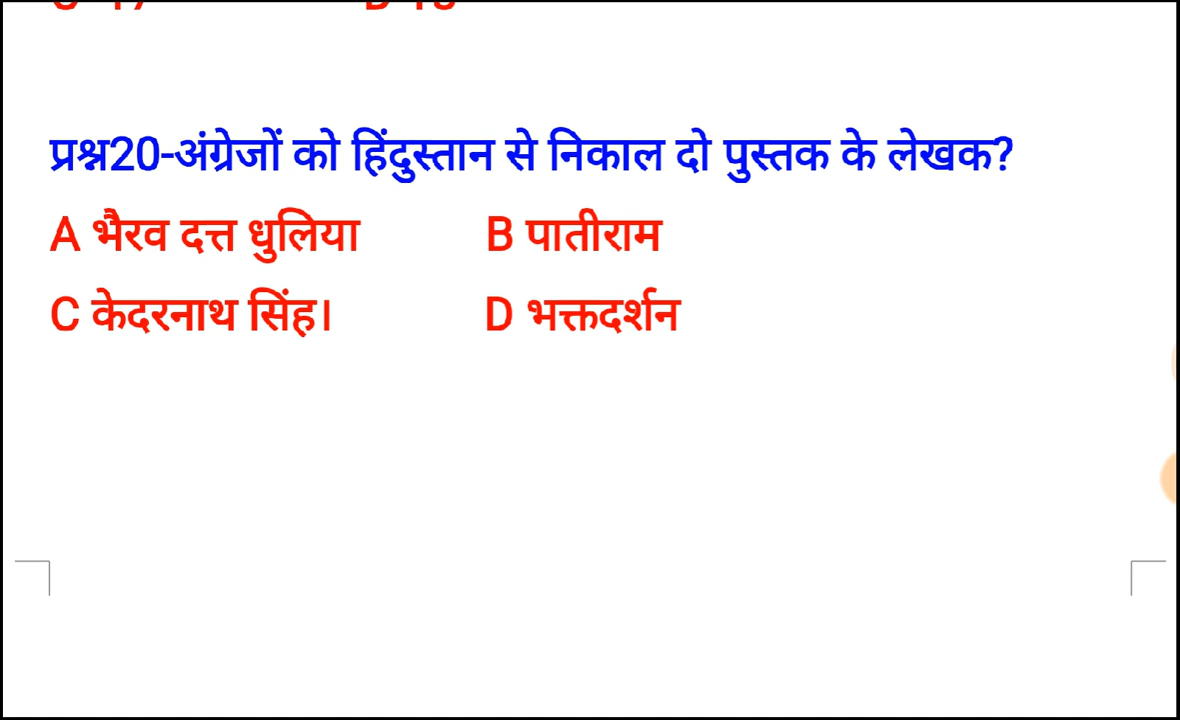 प्रश्न20-अंग्रेजों को हिंदुस्तान से निकाल दो पुस्तक के लेखक?
A भैरव दत्त धुलिया B पातीराम
C केदरनाथ सिंह। D भक्तदर्शन